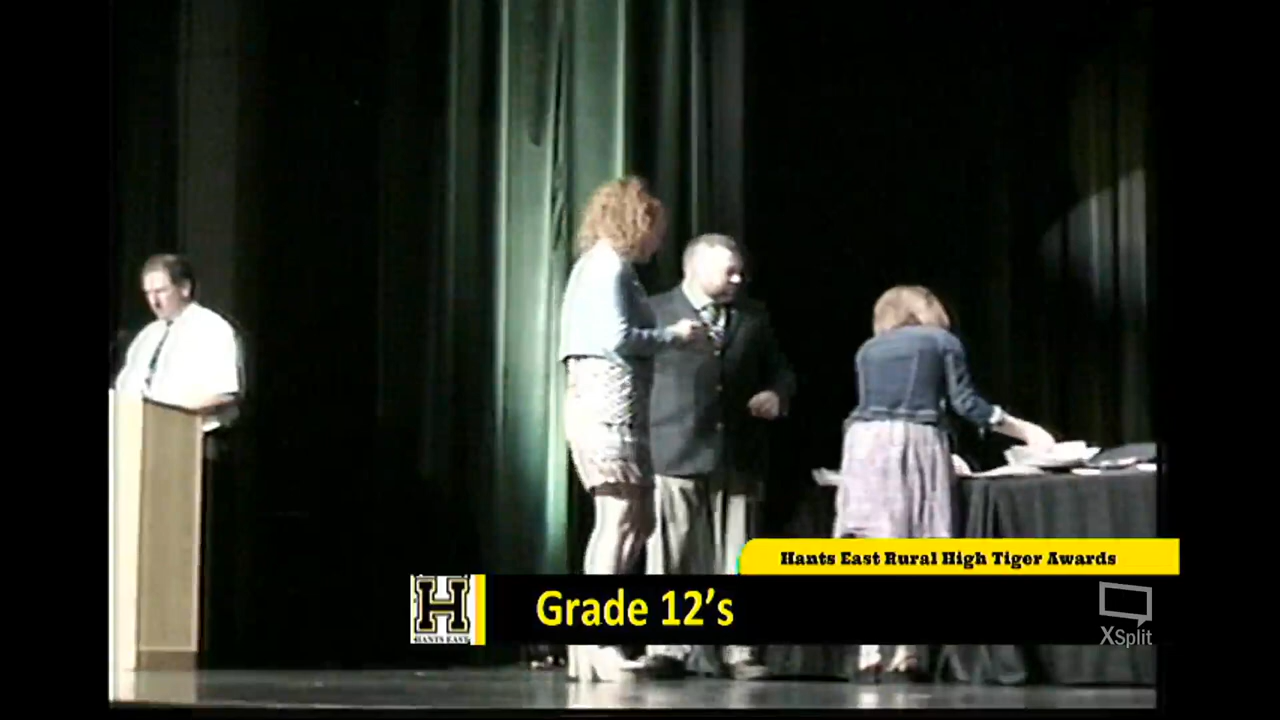 Hants East Rural High Tiger Awards
H
HANTS EAST
Grade 12's
XSplit